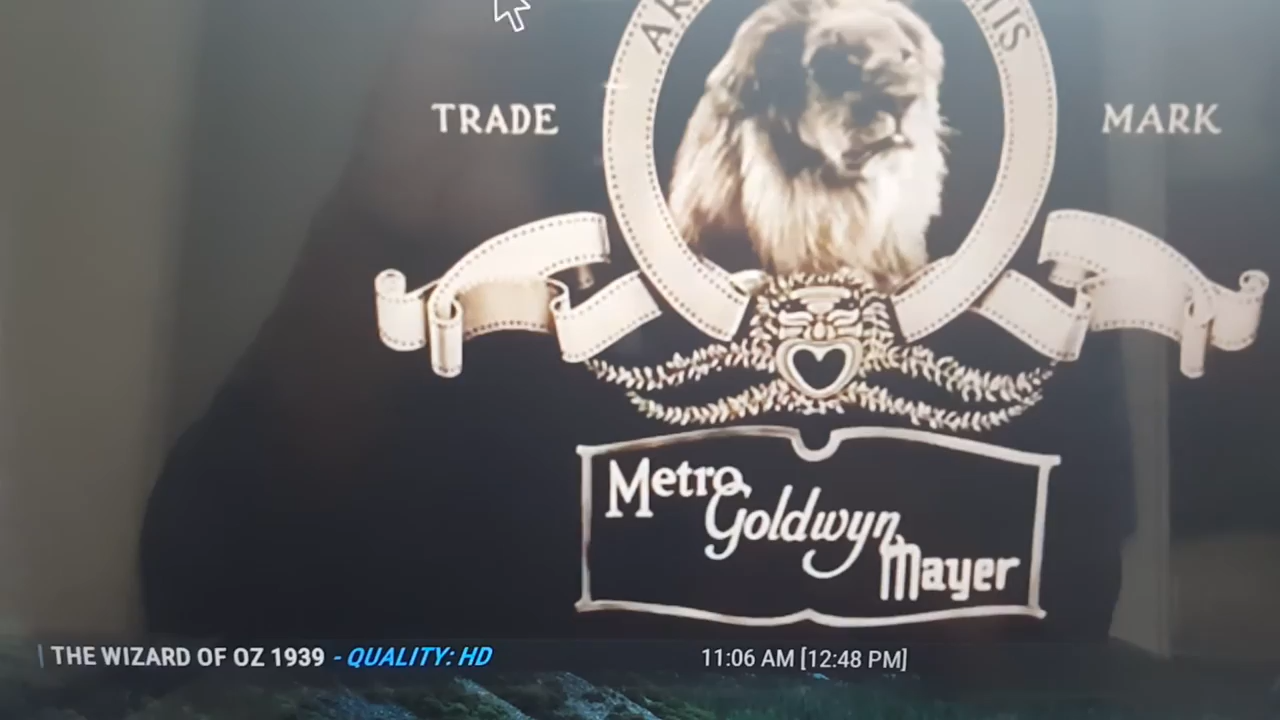 TRADE
MARK
Metro
Goldwyn
Mayer
THE WIZARD OF OZ 1939 - QUALITY: HD
11:06 AM [12:48 PM]